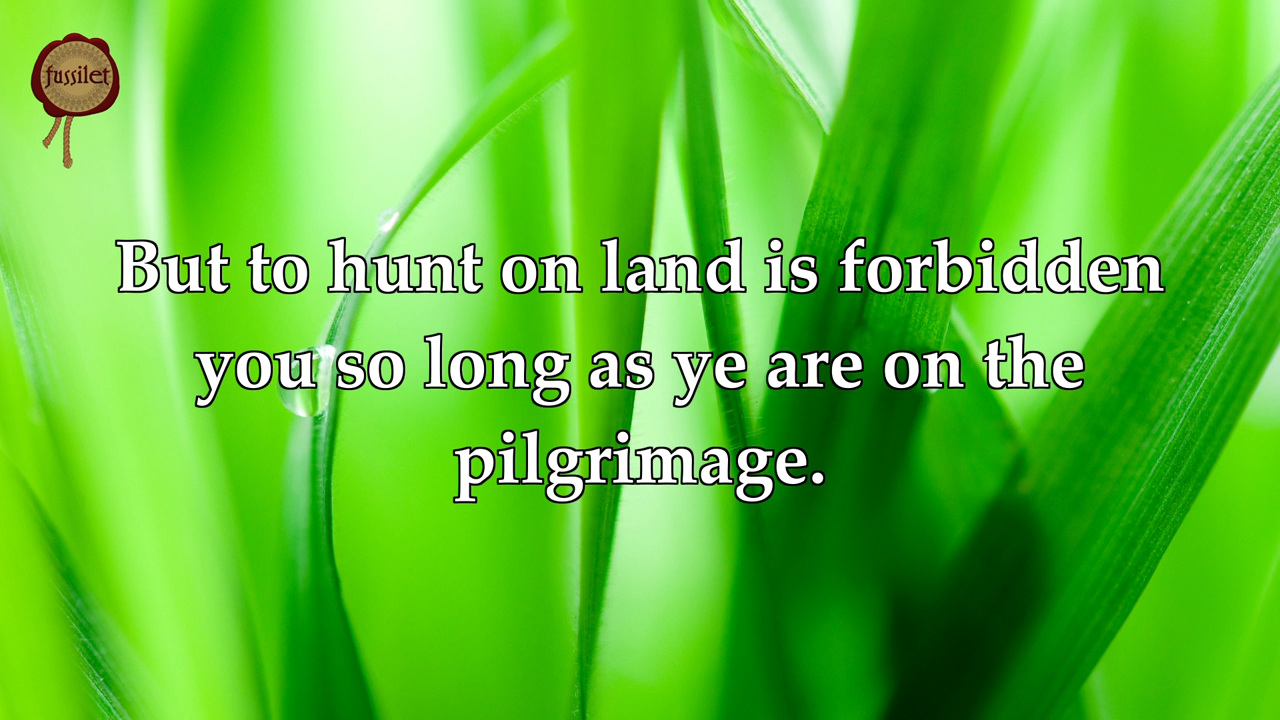 fussilet
But to hunt on land is forbidden
you so long as ye are on the
pilgrimage.